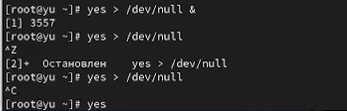 [root@yu ~]# yes > /dev/null &
[1] 3557
[root@yu ~]# yes > /dev/null
^Z
[2]+  Остановлен    yes > /dev/null
[root@yu ~]# yes > /dev/null
^C
[root@yu ~]# yes